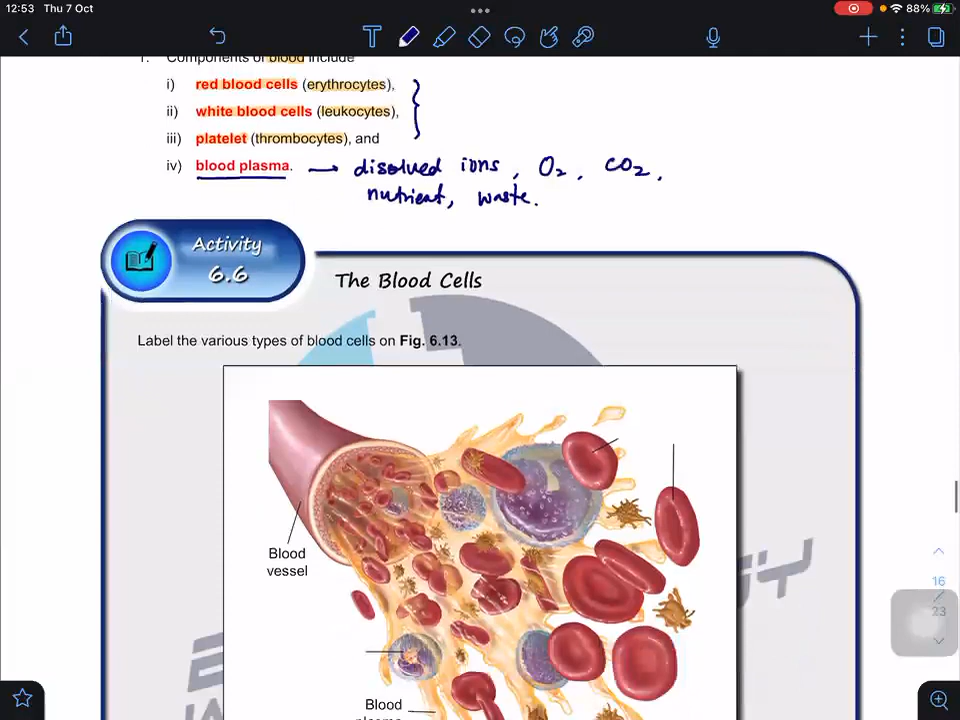 12:53 Thu 7 Oct
88%
1. Components of blood include
i) red blood cells (erythrocytes),
ii) white blood cells (leukocytes),
iii) platelet (thrombocytes), and
iv) blood plasma. → dissolved ions, O₂, CO₂,
nutrient, waste.
Activity
6.6
The Blood Cells
Label the various types of blood cells on Fig. 6.13.
Blood
vessel
16
23
Blood